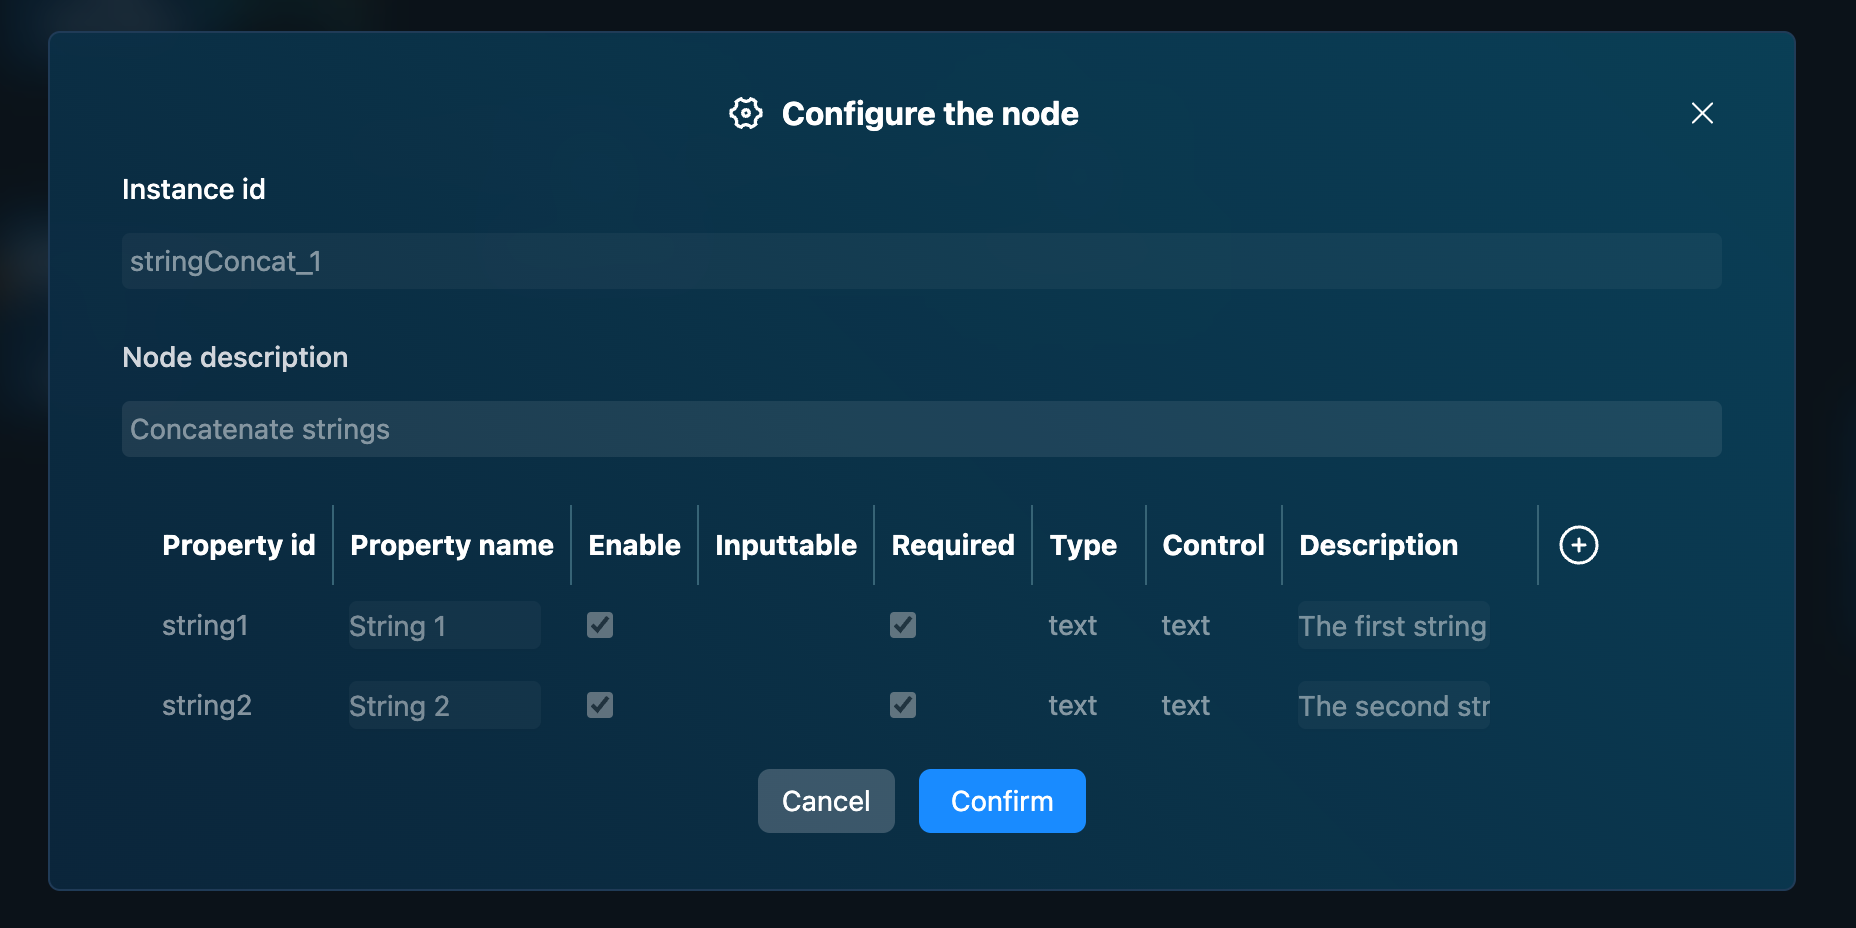 Configure the node
Instance id
stringConcat_1
Node description
Concatenate strings
Property id Property name Enable Inputtable Required Type Control Description
string1 String 1 text text The first string
string2 String 2 text text The second str
Cancel Confirm